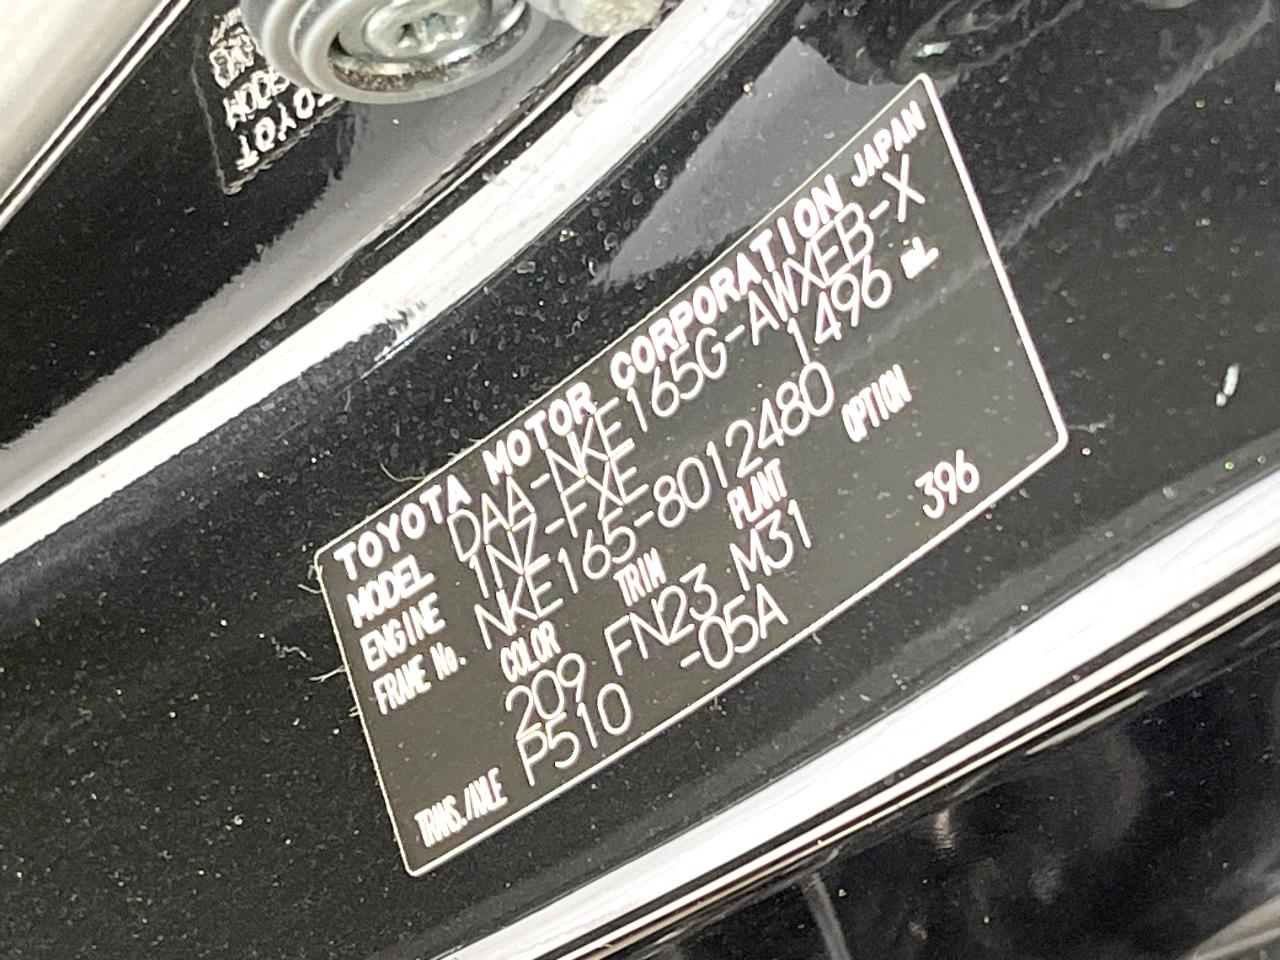 TOYOTA MOTOR CORPORATION JAPAN
MODEL DAA-NKE165G-AWXEB-X
ENGINE 1NZ-FXE 1496 mL
FRAME No. NKE165-8012480
COLOR TRIM PLANT OPTION
209 FN23 M31 396
TRANS./AXLE P510 -05A